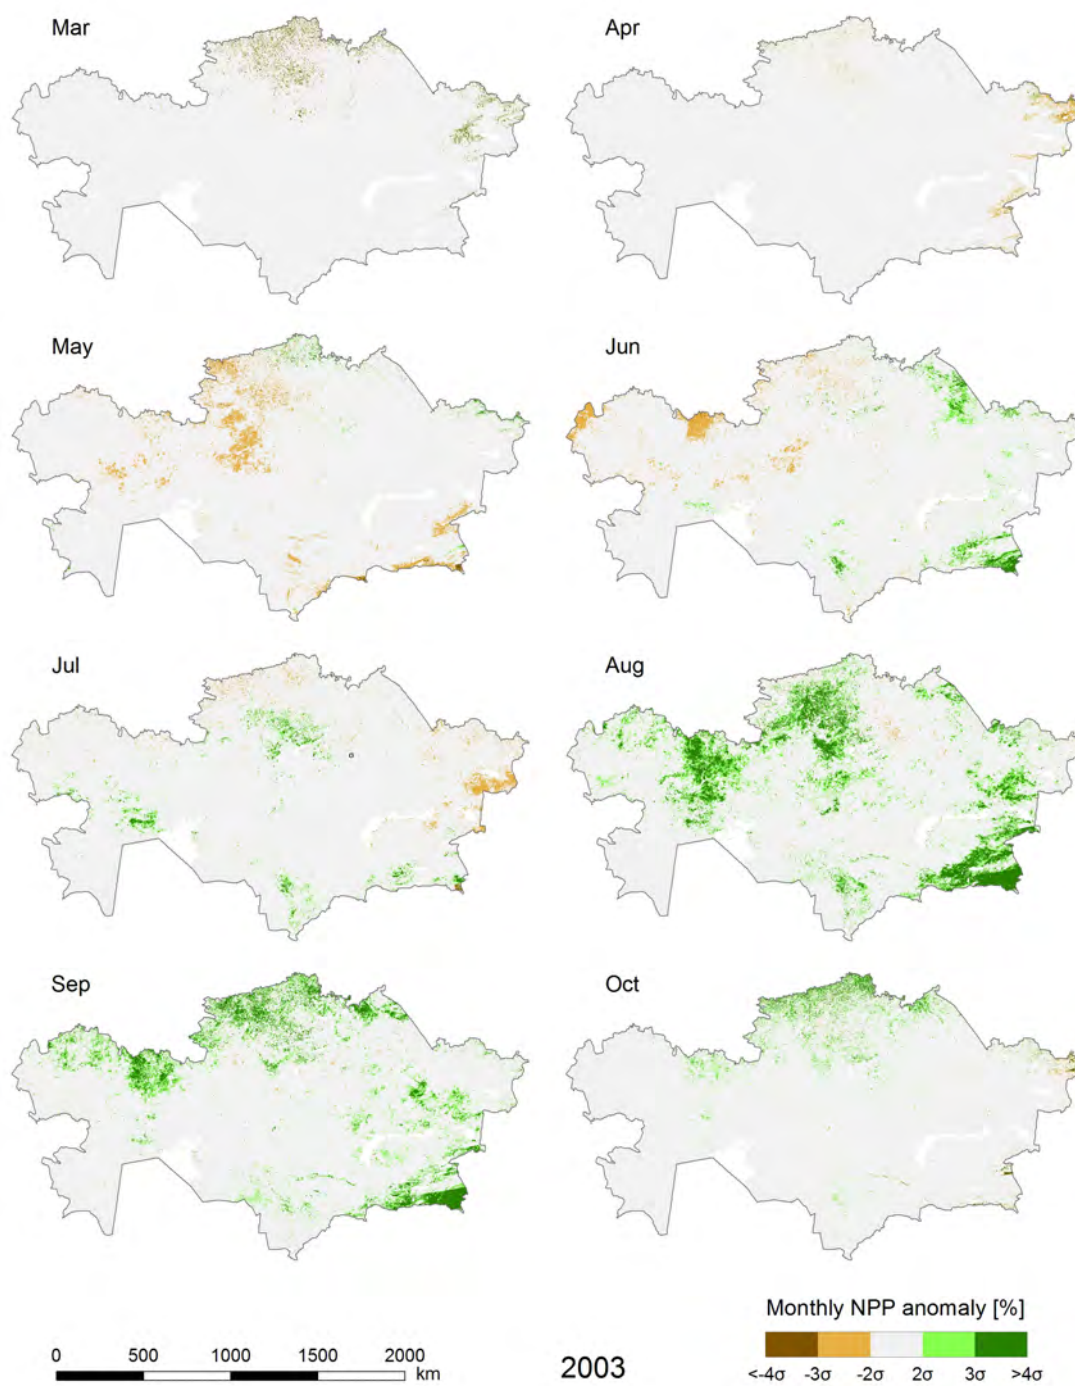 Mar
Apr
May
Jun
Jul
Aug
Sep
Oct
Monthly NPP anomaly [%]
<-4σ -3σ -2σ 2σ 3σ >4σ
0 500 1000 1500 2000
km
2003